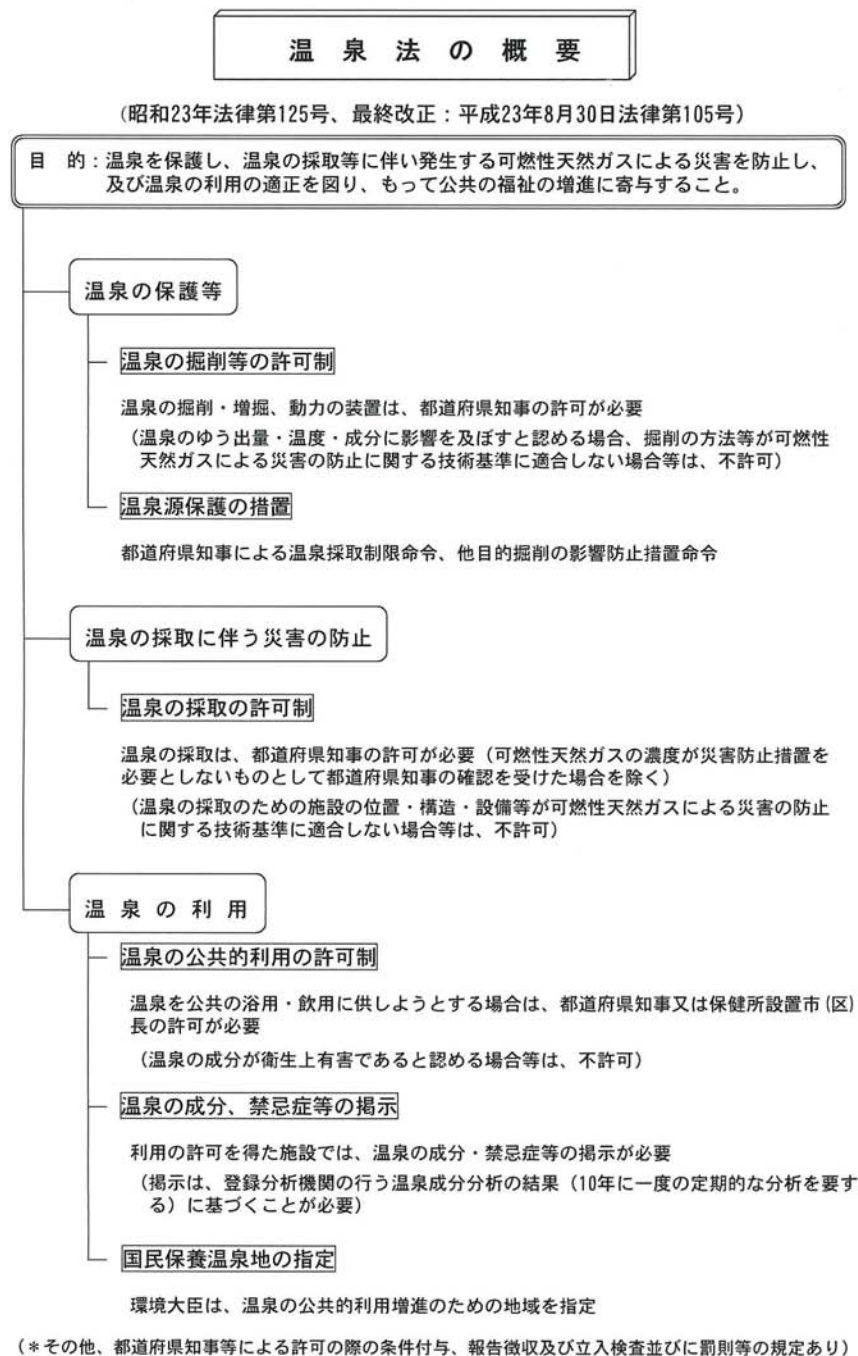 温泉法の概要
(昭和23年法律第125号、最終改正：平成23年8月30日法律第105号)
目　的：温泉を保護し、温泉の採取等に伴い発生する可燃性天然ガスによる災害を防止し、
及び温泉の利用の適正を図り、もって公共の福祉の増進に寄与すること。
温泉の保護等
温泉の掘削等の許可制
温泉の掘削・増掘、動力の装置は、都道府県知事の許可が必要
（温泉のゆう出量・温度・成分に影響を及ぼすと認める場合、掘削の方法等が可燃性
天然ガスによる災害の防止に関する技術基準に適合しない場合等は、不許可）
温泉源保護の措置
都道府県知事による温泉採取制限命令、他目的掘削の影響防止措置命令
温泉の採取に伴う災害の防止
温泉の採取の許可制
温泉の採取は、都道府県知事の許可が必要（可燃性天然ガスの濃度が災害防止措置を
必要としないものとして都道府県知事の確認を受けた場合を除く）
（温泉の採取のための施設の位置・構造・設備等が可燃性天然ガスによる災害の防止
に関する技術基準に適合しない場合等は、不許可）
温泉の利用
温泉の公共的利用の許可制
温泉を公共の浴用・飲用に供しようとする場合は、都道府県知事又は保健所設置市(区)
長の許可が必要
（温泉の成分が衛生上有害であると認める場合等は、不許可）
温泉の成分、禁忌症等の掲示
利用の許可を得た施設では、温泉の成分・禁忌症等の掲示が必要
（掲示は、登録分析機関の行う温泉成分分析の結果（10年に一度の定期的な分析を要す
る）に基づくことが必要）
国民保養温泉地の指定
環境大臣は、温泉の公共的利用増進のための地域を指定
(＊その他、都道府県知事等による許可の際の条件付与、報告徴収及び立入検査並びに罰則等の規定あり)